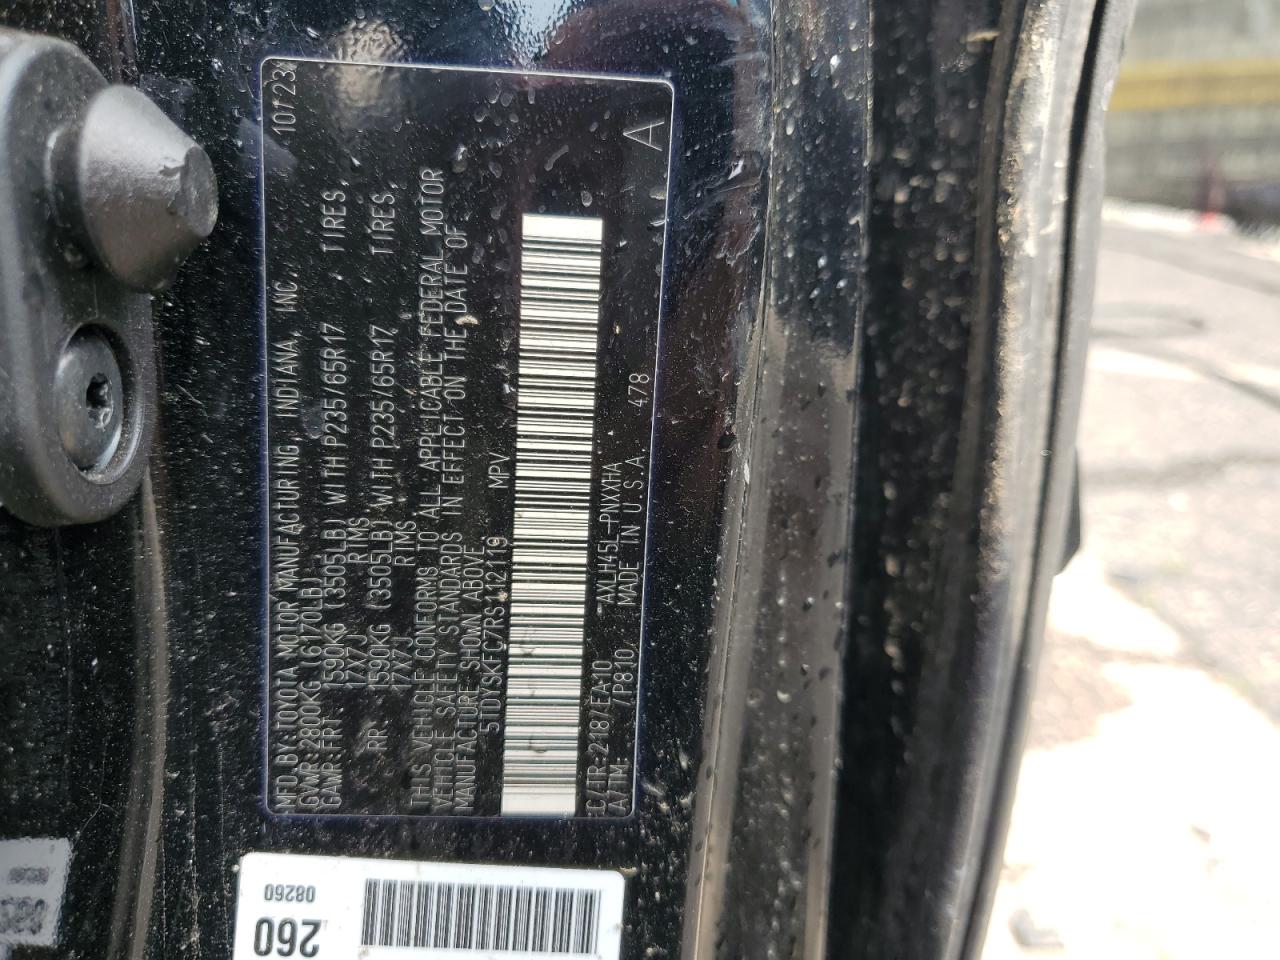 MFD. BY: TOYOTA MOTOR MANUFACTURING, INDIANA, INC. 10/23
GVWR: 2800KG (6170LB)
GAWR: FRT 1590KG (3505LB) WITH P235/65R17 TIRES,
17X7J RIMS
RR 1590KG (3505LB) WITH P235/65R17 TIRES,
17X7J RIMS
THIS VEHICLE CONFORMS TO ALL APPLICABLE FEDERAL MOTOR
VEHICLE SAFETY STANDARDS IN EFFECT ON THE DATE OF
MANUFACTURE SHOWN ABOVE.
5TDYSKFC7RS112119 MPV
C/TR: 218/EA10 AXLH45L-PNXXHA
A/TM: /P810 MADE IN U.S.A. 478 A
08260
260